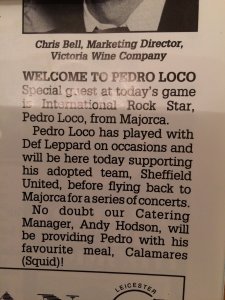 Chris Bell, Marketing Director,
Victoria Wine Company
WELCOME TO PEDRO LOCO
Special guest at today's game
is International Rock Star,
Pedro Loco, from Majorca.
Pedro Loco has played with
Def Leppard on occasions and
will be here today supporting
his adopted team, Sheffield
United, before flying back to
Majorca for a series of concerts.
No doubt our Catering
Manager, Andy Hodson, will
be providing Pedro with his
favourite meal, Calamares
(Squid)!
LEICESTER